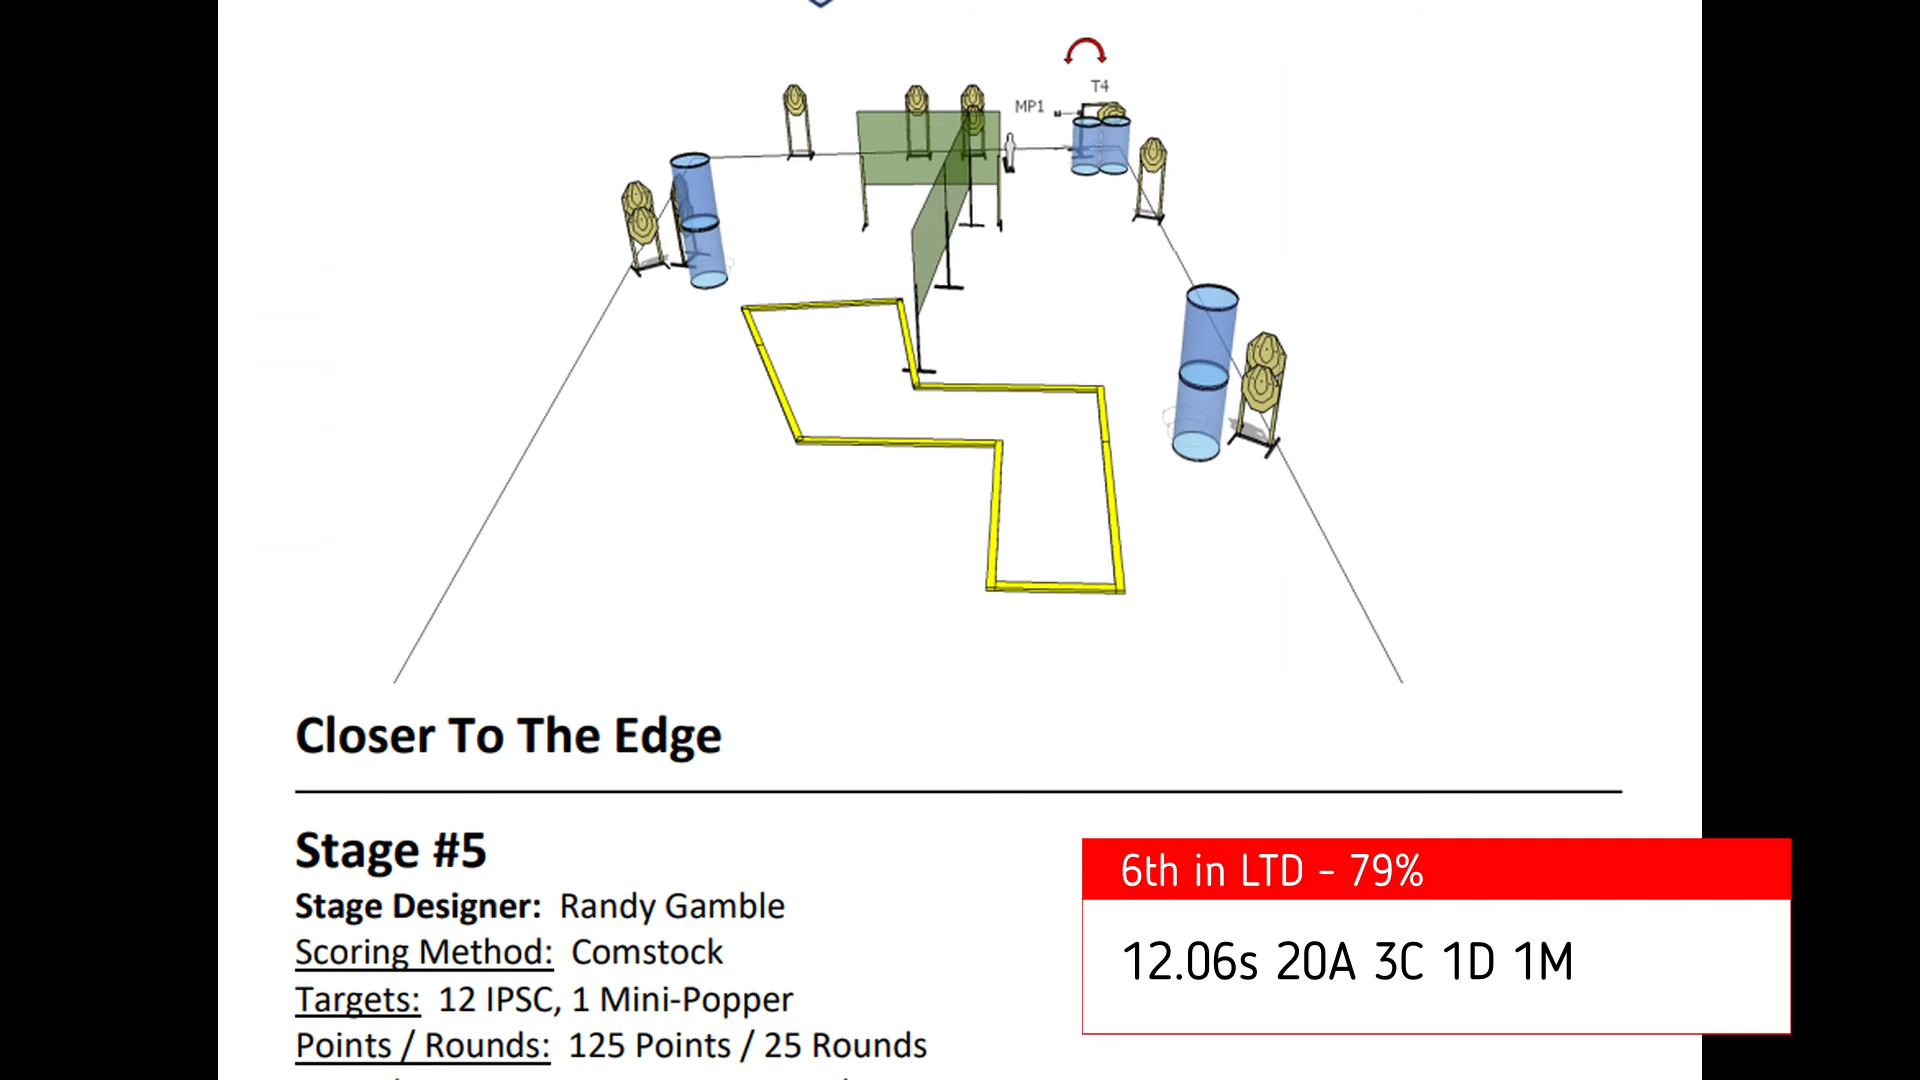 T4
MP1
Closer To The Edge
Stage #5
Stage Designer: Randy Gamble
Scoring Method: Comstock
Targets: 12 IPSC, 1 Mini-Popper
Points / Rounds: 125 Points / 25 Rounds
6th in LTD - 79%
12.06s 20A 3C 1D 1M